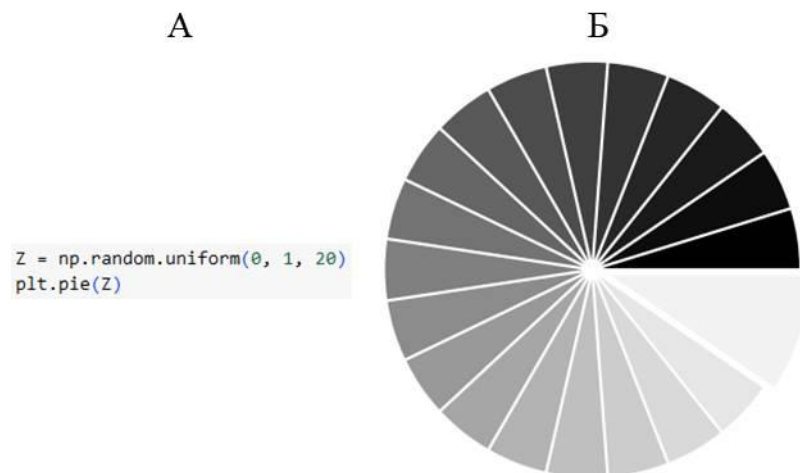 А
Б
Z = np.random.uniform(0, 1, 20)
plt.pie(Z)